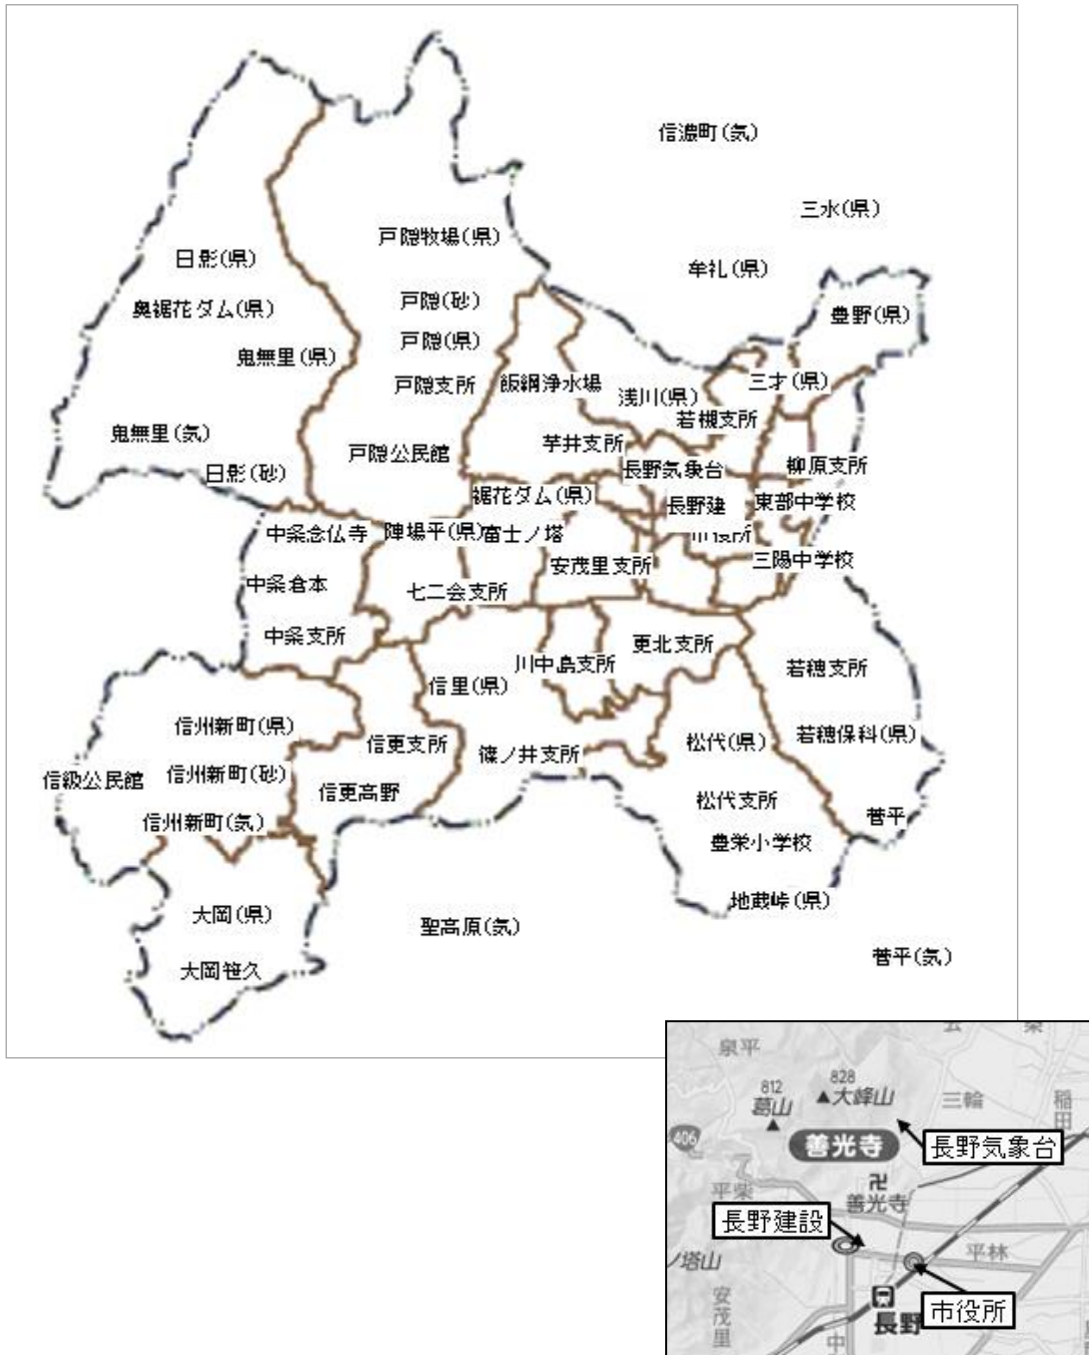 信濃町(気)
三水(県)
戸隠牧場(県)
日影(県)
牟礼(県)
戸隠(砂)
奥裾花ダム(県)
豊野(県)
戸隠(県)
鬼無里(県)
戸隠支所
飯綱浄水場
三才(県)
浅川(県)
若槻支所
鬼無里(気)
芋井支所
戸隠公民館
日影(砂)
長野気象台
柳原支所
裾花ダム(県)
長野建
東部中学校
中条念仏寺
陣場平(県)
富士ノ塔
市役所
三陽中学校
安茂里支所
中条倉本
七二会支所
中条支所
更北支所
川中島支所
若穂支所
信里(県)
信州新町(県)
信更支所
松代(県)
若穂保科(県)
篠ノ井支所
信級公民館
信州新町(砂)
信更高野
松代支所
信州新町(気)
菅平
豊栄小学校
地蔵峠(県)
大岡(県)
聖高原(気)
菅平(気)
大岡笹久
泉平
812
葛山
828
大峰山
三輪
稲田
406
善光寺
長野気象台
平柴
善光寺
長野建設
平林
ノ塔山
安茂里
市役所
長野
中